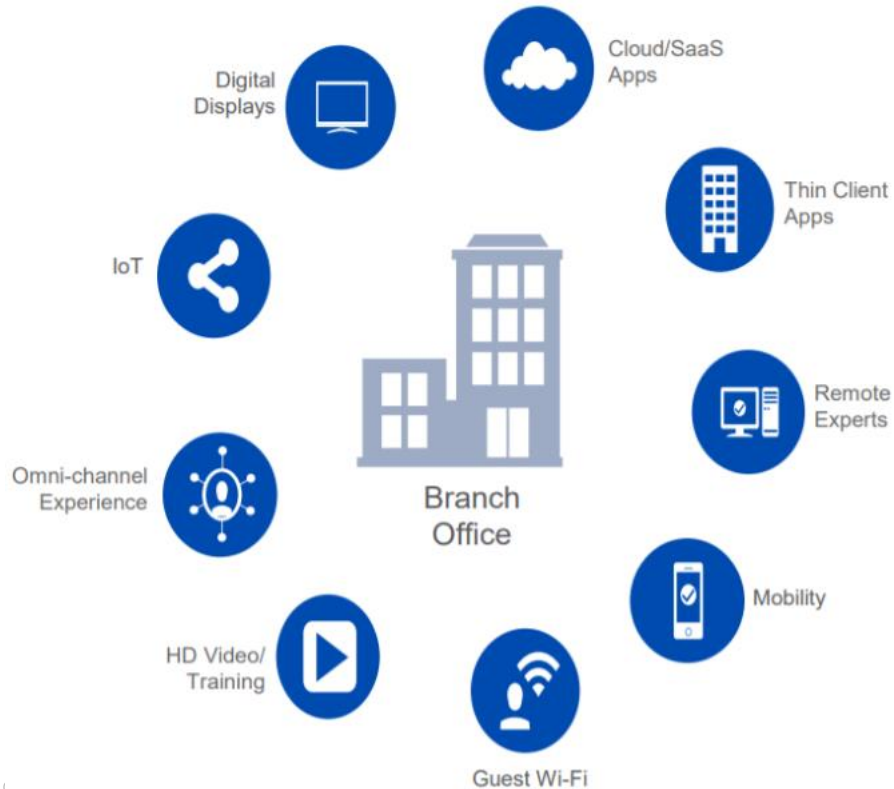 Cloud/SaaS
Apps
Digital
Displays
Thin Client
Apps
IoT
Remote
Experts
Omni-channel
Experience
Branch
Office
Mobility
HD Video/
Training
Guest Wi-Fi